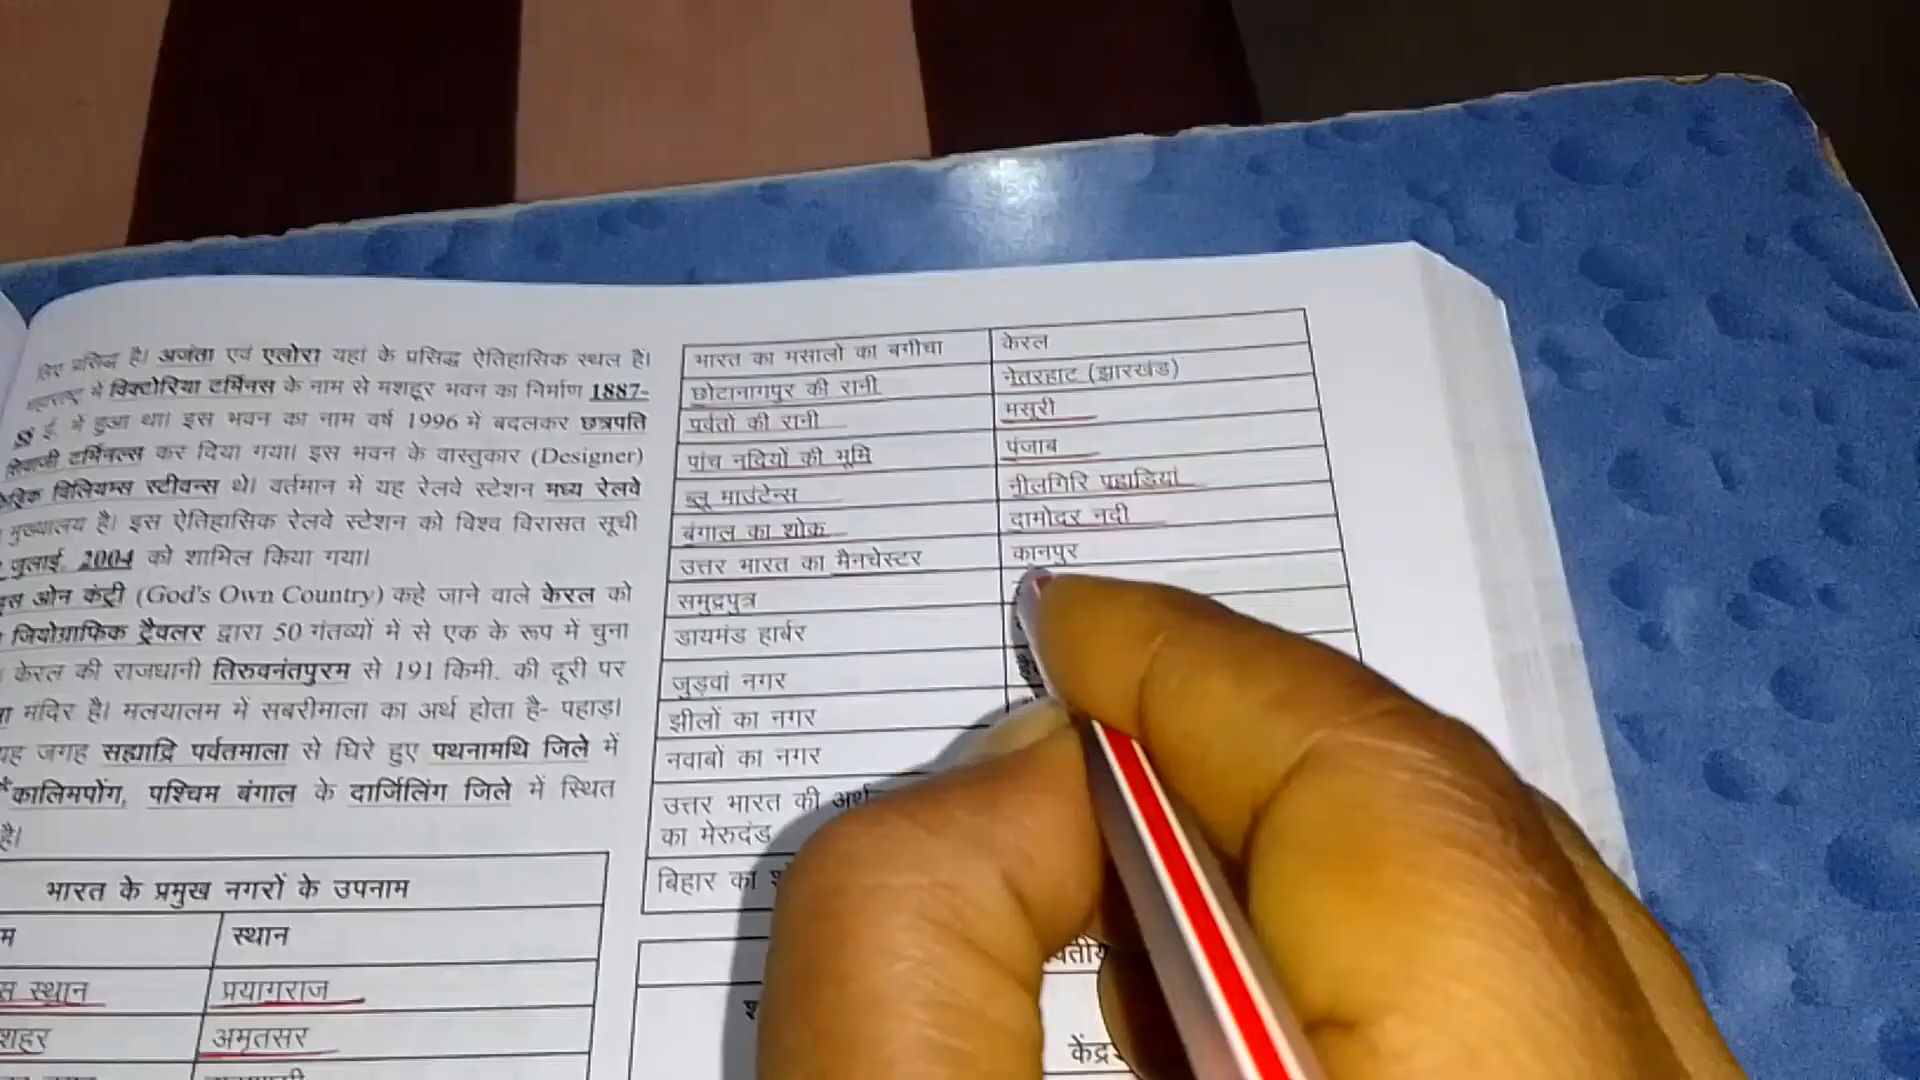 लिए प्रसिद्ध है। अजंता एवं एलोरा यहां के प्रसिद्ध ऐतिहासिक स्थल हैं।
में विक्टोरिया टर्मिनस के नाम से मशहूर भवन का निर्माण 1887-
ई. में हुआ था। इस भवन का नाम वर्ष 1996 में बदलकर छत्रपति
शिवाजी टर्मिनल्स कर दिया गया। इस भवन के वास्तुकार (Designer)
विलियम्स स्टीवन्स थे। वर्तमान में यह रेलवे स्टेशन मध्य रेलवे
मुख्यालय है। इस ऐतिहासिक रेलवे स्टेशन को विश्व विरासत सूची
जुलाई, 2004 को शामिल किया गया।
ओन कंट्री (God's Own Country) कहे जाने वाले केरल को
जियोग्राफिक ट्रैवलर द्वारा 50 गंतव्यों में से एक के रूप में चुना
केरल की राजधानी तिरुवनंतपुरम से 191 किमी. की दूरी पर
मंदिर है। मलयालम में सबरीमाला का अर्थ होता है- पहाड़।
यह जगह सह्याद्रि पर्वतमाला से घिरे हुए पथनामथि जिले में
कालिमपोंग, पश्चिम बंगाल के दार्जिलिंग जिले में स्थित
है।
भारत के प्रमुख नगरों के उपनाम
स्थान
स्थान प्रयागराज
शहर अमृतसर
भारत का मसालों का बगीचा केरल
छोटानागपुर की रानी नेतरहाट (झारखंड)
पर्वतों की रानी मसूरी
पांच नदियों की भूमि पंजाब
ब्लू माउंटेन्स नीलगिरि पहाड़ियां
बंगाल का शोक दामोदर नदी
उत्तर भारत का मैनचेस्टर कानपुर
समुद्रपुत्र
डायमंड हार्बर
जुड़वां नगर
झीलों का नगर
नवाबों का नगर
उत्तर भारत की
का मेरुदंड
बिहार का